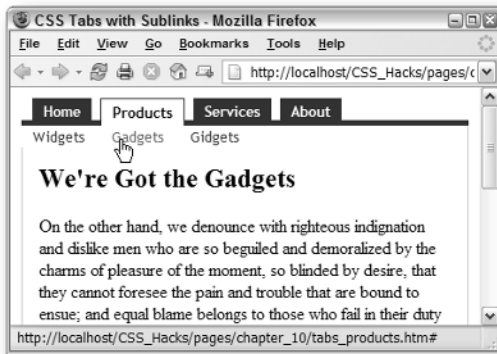 CSS Tabs with Sublinks - Mozilla Firefox
File Edit View Go Bookmarks Tools Help
http://localhost/CSS_Hacks/pages/c
Home Products Services About
Widgets Gadgets Gidgets
We're Got the Gadgets
On the other hand, we denounce with righteous indignation
and dislike men who are so beguiled and demoralized by the
charms of pleasure of the moment, so blinded by desire, that
they cannot foresee the pain and trouble that are bound to
ensue; and equal blame belongs to those who fail in their duty
http://localhost/CSS_Hacks/pages/chapter_10/tabs_products.htm#